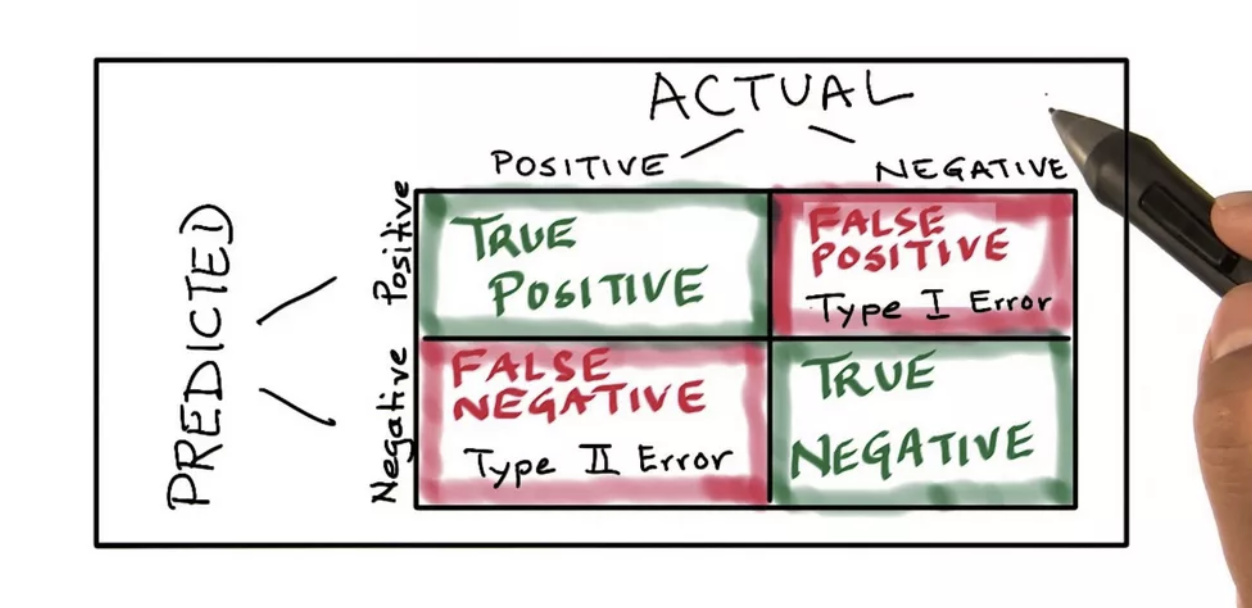 ACTUAL
POSITIVE
NEGATIVE
PREDICTED
Positive
TRUE
POSITIVE
FALSE
POSITIVE
Type I Error
Negative
FALSE
NEGATIVE
Type II Error
TRUE
NEGATIVE